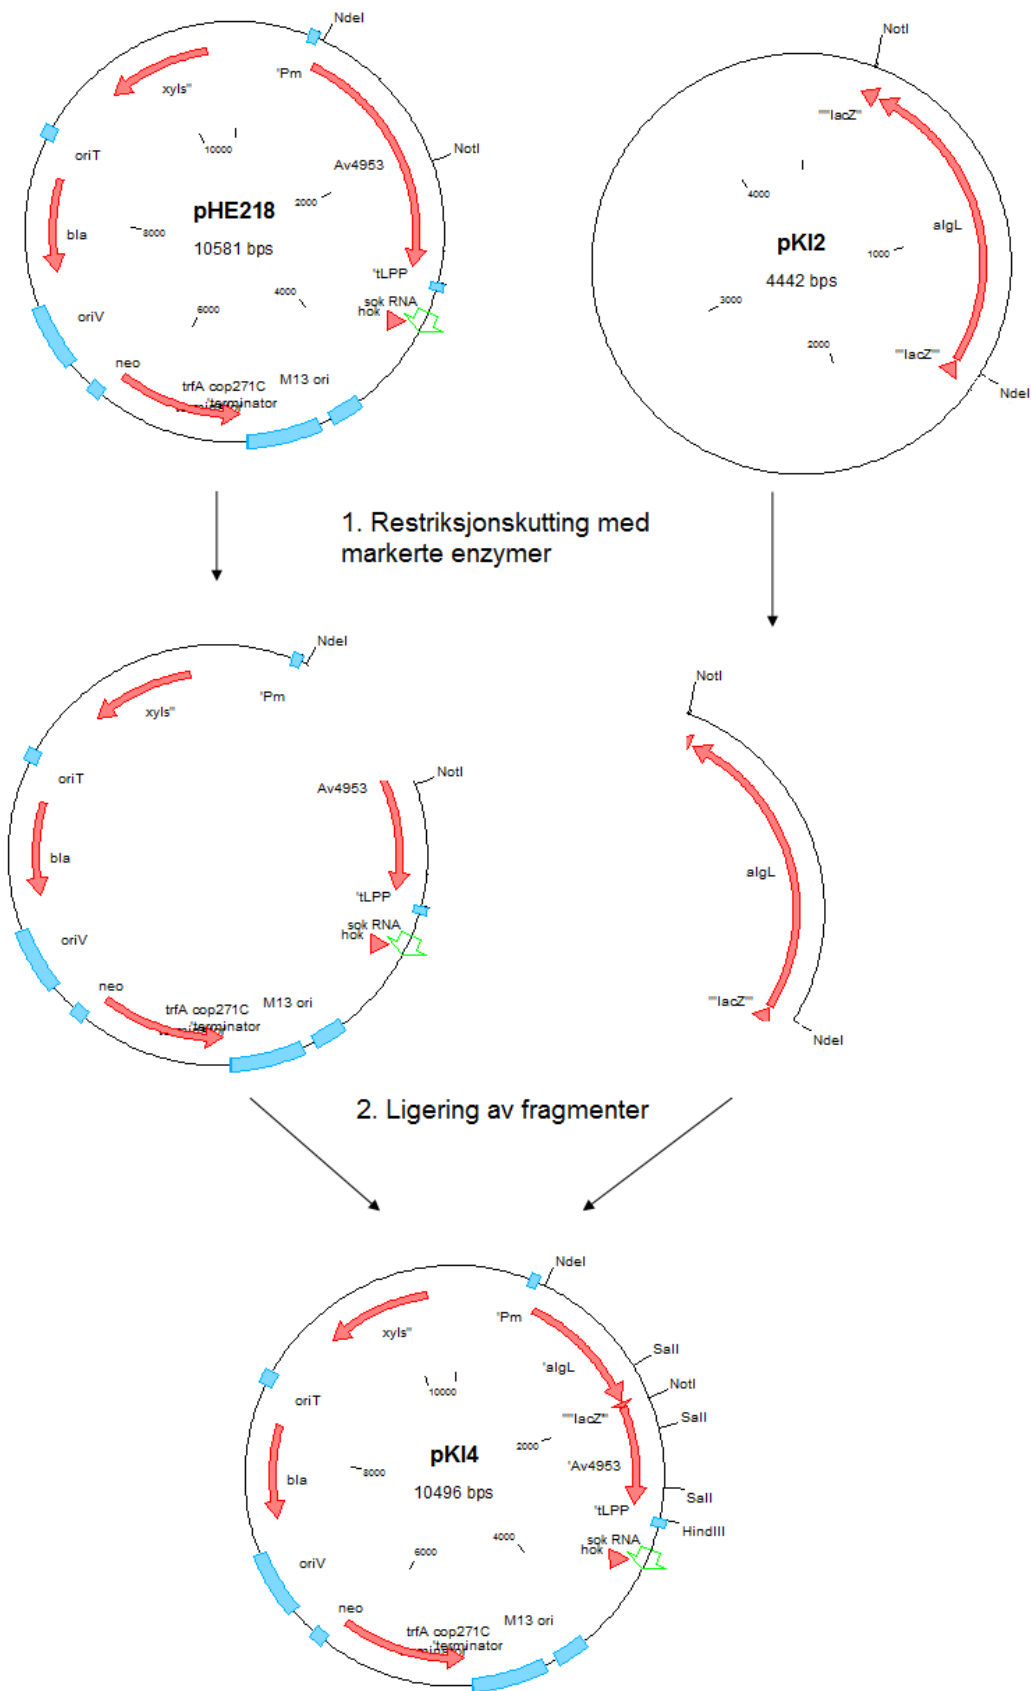 NdeI
'Pm
xyls"
10000
oriT
NotI
Av4953
2000
pHE218
bla
8000
10581 bps
'tLPP
4000
sok RNA
hok
6000
oriV
neo
trfA cop271C
M13 ori
'terminator
NotI
""lacZ"
4000
algL
pKI2
1000
4442 bps
3000
2000
""lacZ""
NdeI
1. Restriksjonskutting med
markerte enzymer
NdeI
'Pm
xyls"
oriT
NotI
Av4953
bla
'tLPP
sok RNA
hok
oriV
neo
trfA cop271C
M13 ori
'terminator
NotI
algL
""lacZ""
NdeI
2. Ligering av fragmenter
NdeI
'Pm
xyls"
SalI
'algL
10000
NotI
oriT
""lacZ"
SalI
2000
pKI4
'Av4953
8000
bla
10496 bps
SalI
'tLPP
HindIII
4000
sok RNA
hok
6000
oriV
neo
trfA cop271C
M13 ori
'terminator